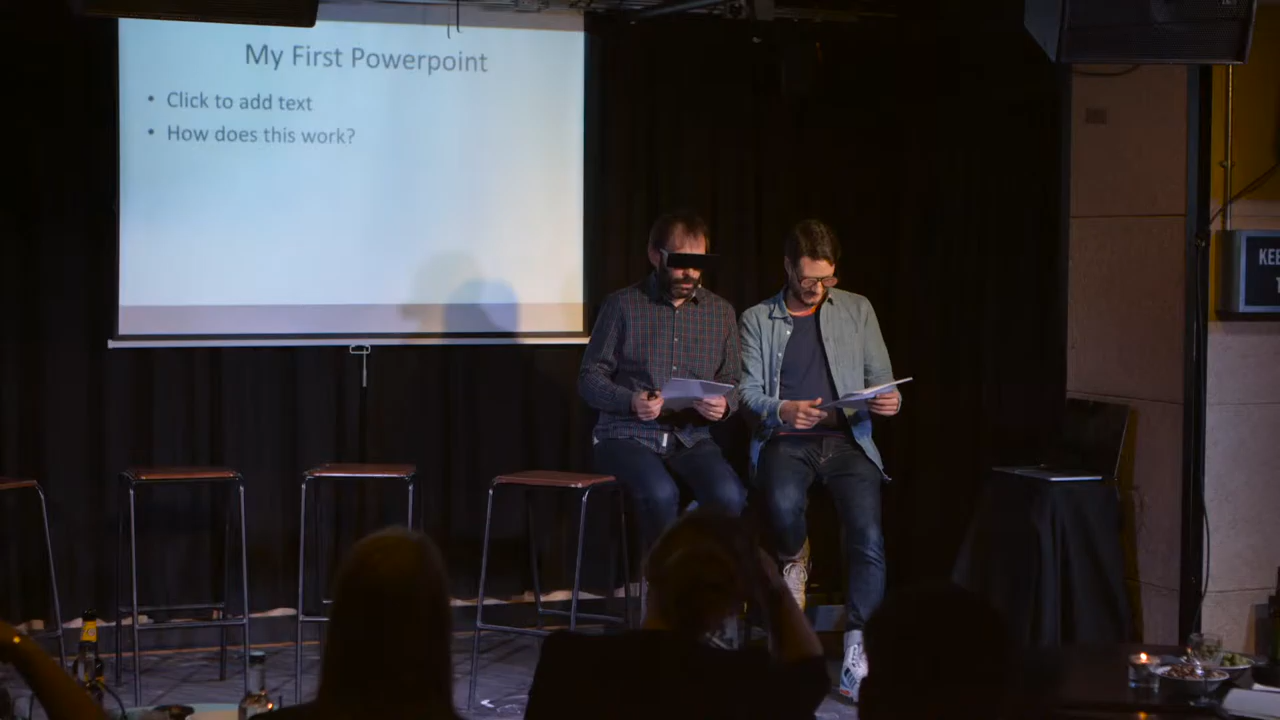 My First Powerpoint
• Click to add text
• How does this work?